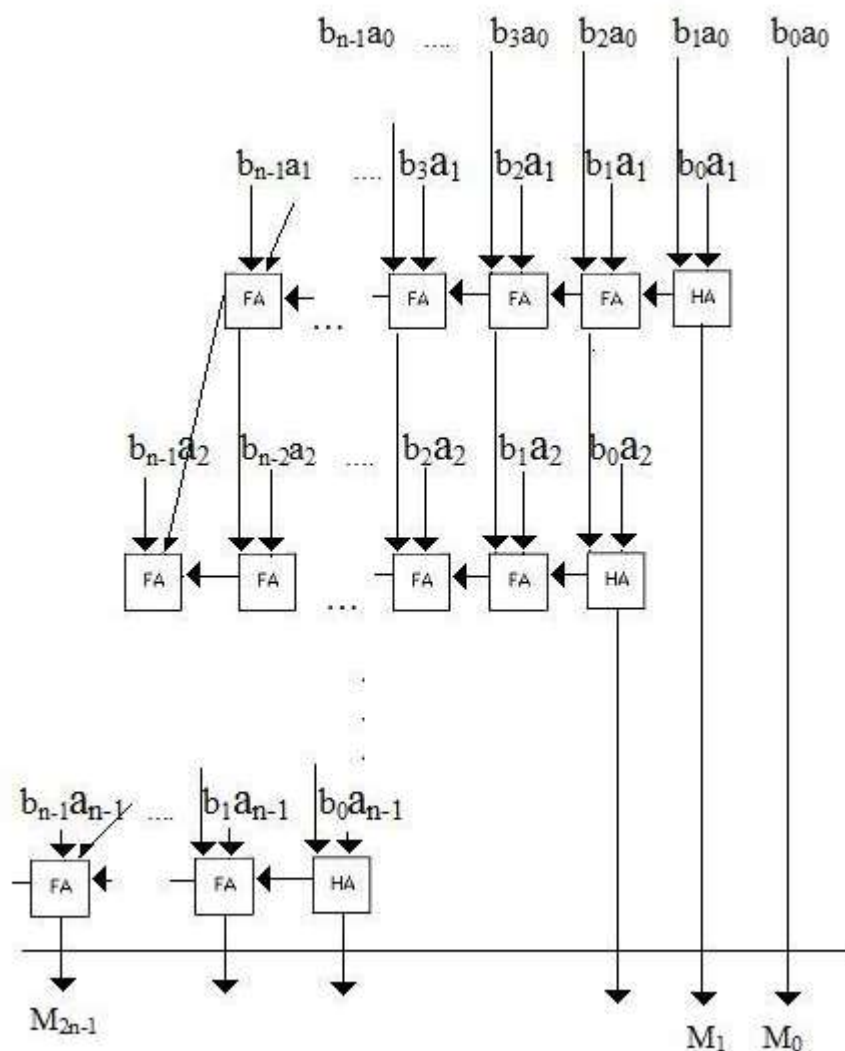 bₙ₋₁a₀ .... b₃a₀ b₂a₀ b₁a₀ b₀a₀
bₙ₋₁a₁ .... b₃a₁ b₂a₁ b₁a₁ b₀a₁
FA ... FA FA FA HA
bₙ₋₁a₂ bₙ₋₂a₂ .... b₂a₂ b₁a₂ b₀a₂
FA FA ... FA FA HA
bₙ₋₁aₙ₋₁ .... b₁aₙ₋₁ b₀aₙ₋₁
FA FA HA
M₂ₙ₋₁ M₁ M₀